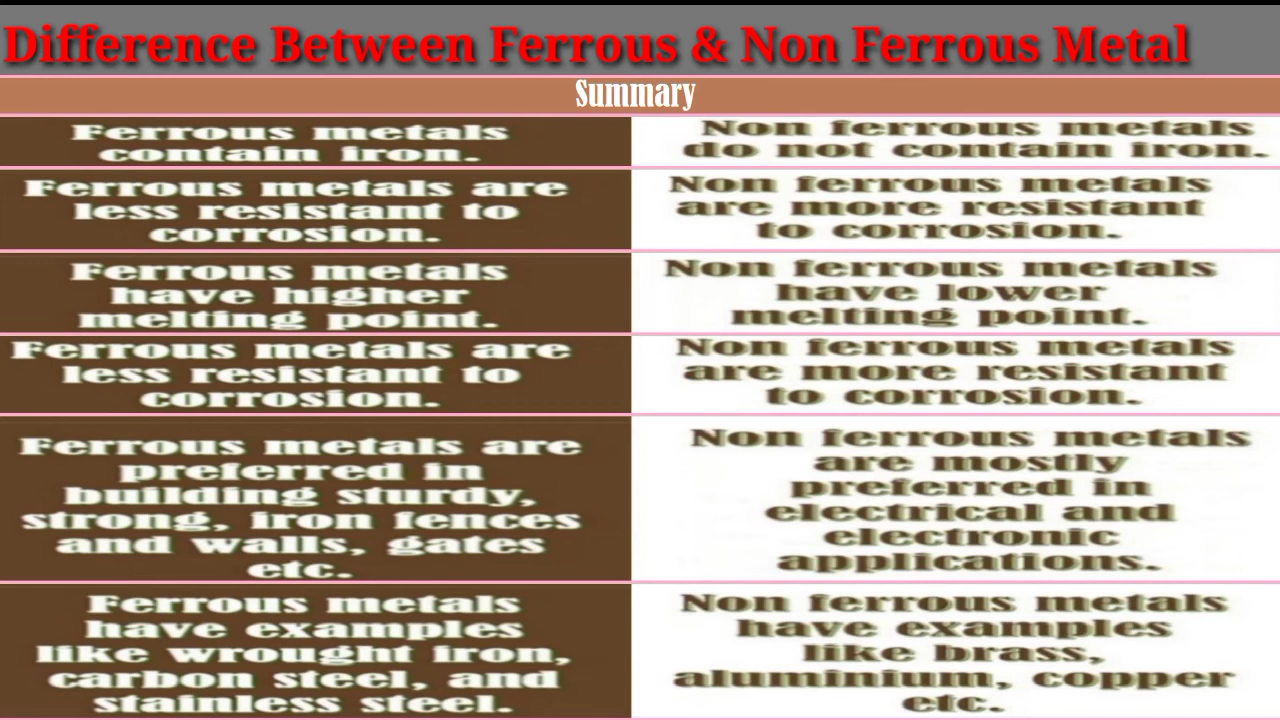 Difference Between Ferrous & Non Ferrous Metal
Summary
Ferrous metals
contain iron.
Non ferrous metals
do not contain iron.
Ferrous metals are
less resistant to
corrosion.
Non ferrous metals
are more resistant
to corrosion.
Ferrous metals
have higher
melting point.
Non ferrous metals
have lower
melting point.
Ferrous metals are
less resistant to
corrosion.
Non ferrous metals
are more resistant
to corrosion.
Ferrous metals are
preferred in
building sturdy,
strong, iron fences
and walls, gates
etc.
Non ferrous metals
are mostly
preferred in
electrical and
electronic
applications.
Ferrous metals
have examples
like wrought iron,
carbon steel, and
stainless steel.
Non ferrous metals
have examples
like brass,
aluminium, copper
etc.